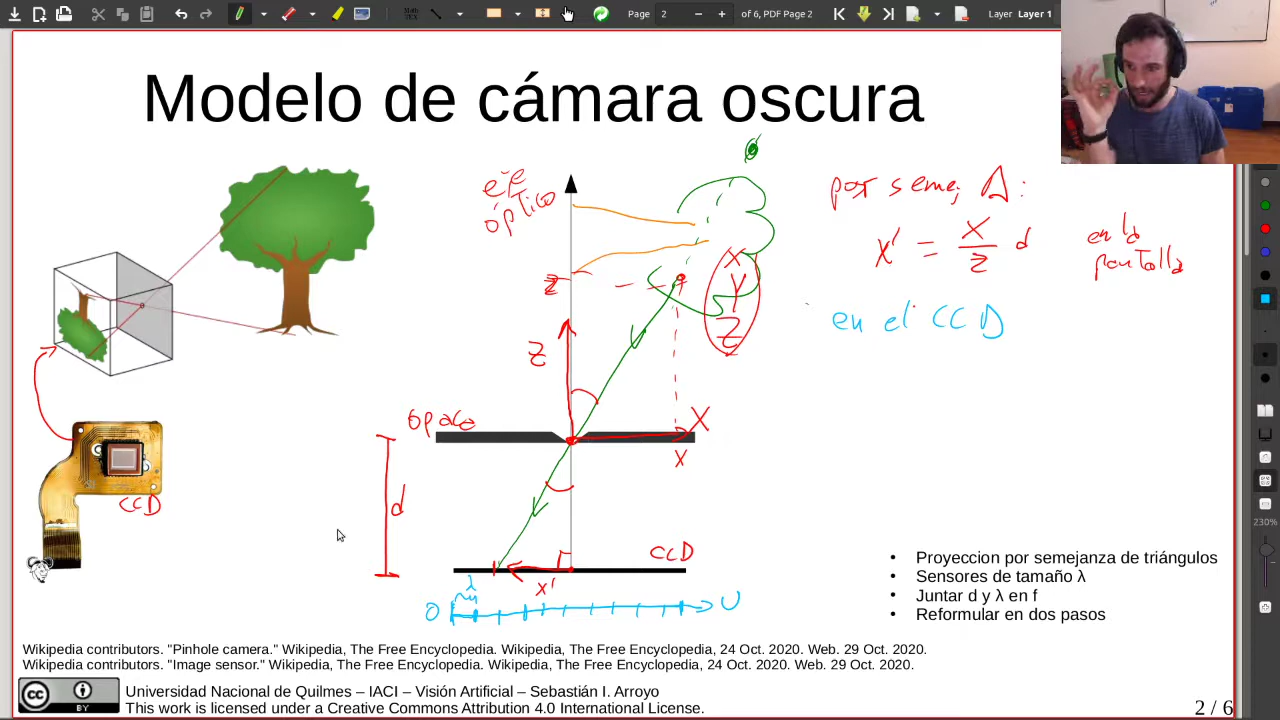 Page 2 of 6, PDF Page 2 Layer Layer 1
Modelo de cámara oscura
eje
óptico
por semej. Δ:
x' = X/Z d
en la
pantalla
X
Y
Z
z
en el CCD
Z
opaco
X
x
d
CCD
CCD
x'
λ
0
U
230%
• Proyeccion por semejanza de triángulos
• Sensores de tamaño λ
• Juntar d y λ en f
• Reformular en dos pasos
Wikipedia contributors. "Pinhole camera." Wikipedia, The Free Encyclopedia. Wikipedia, The Free Encyclopedia, 24 Oct. 2020. Web. 29 Oct. 2020.
Wikipedia contributors. "Image sensor." Wikipedia, The Free Encyclopedia. Wikipedia, The Free Encyclopedia, 24 Oct. 2020. Web. 29 Oct. 2020.
cc BY
Universidad Nacional de Quilmes – IACI – Visión Artificial – Sebastián I. Arroyo
This work is licensed under a Creative Commons Attribution 4.0 International License.
2 / 6